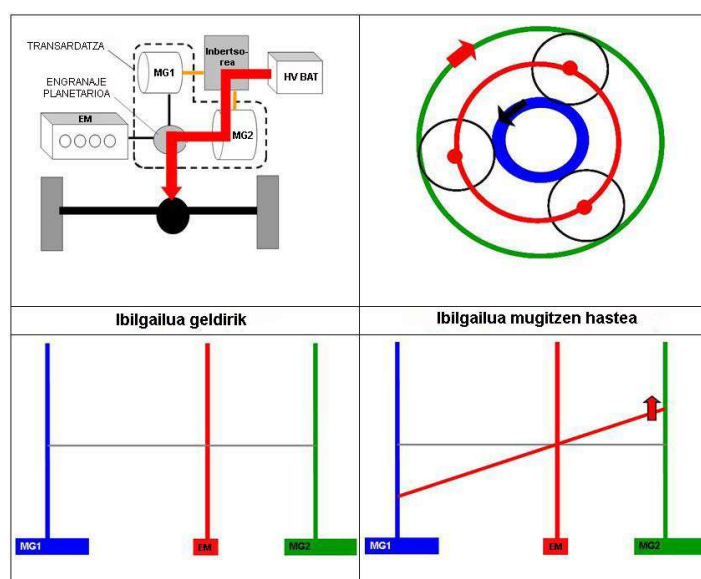 TRANSARDATZA
Inbertso-
rea
MG1
HV BAT
ENGRANAJE
PLANETARIOA
EM
MG2
Ibilgailua geldirik
Ibilgailua mugitzen hastea
MG1
EM
MG2
MG1
EM
MG2